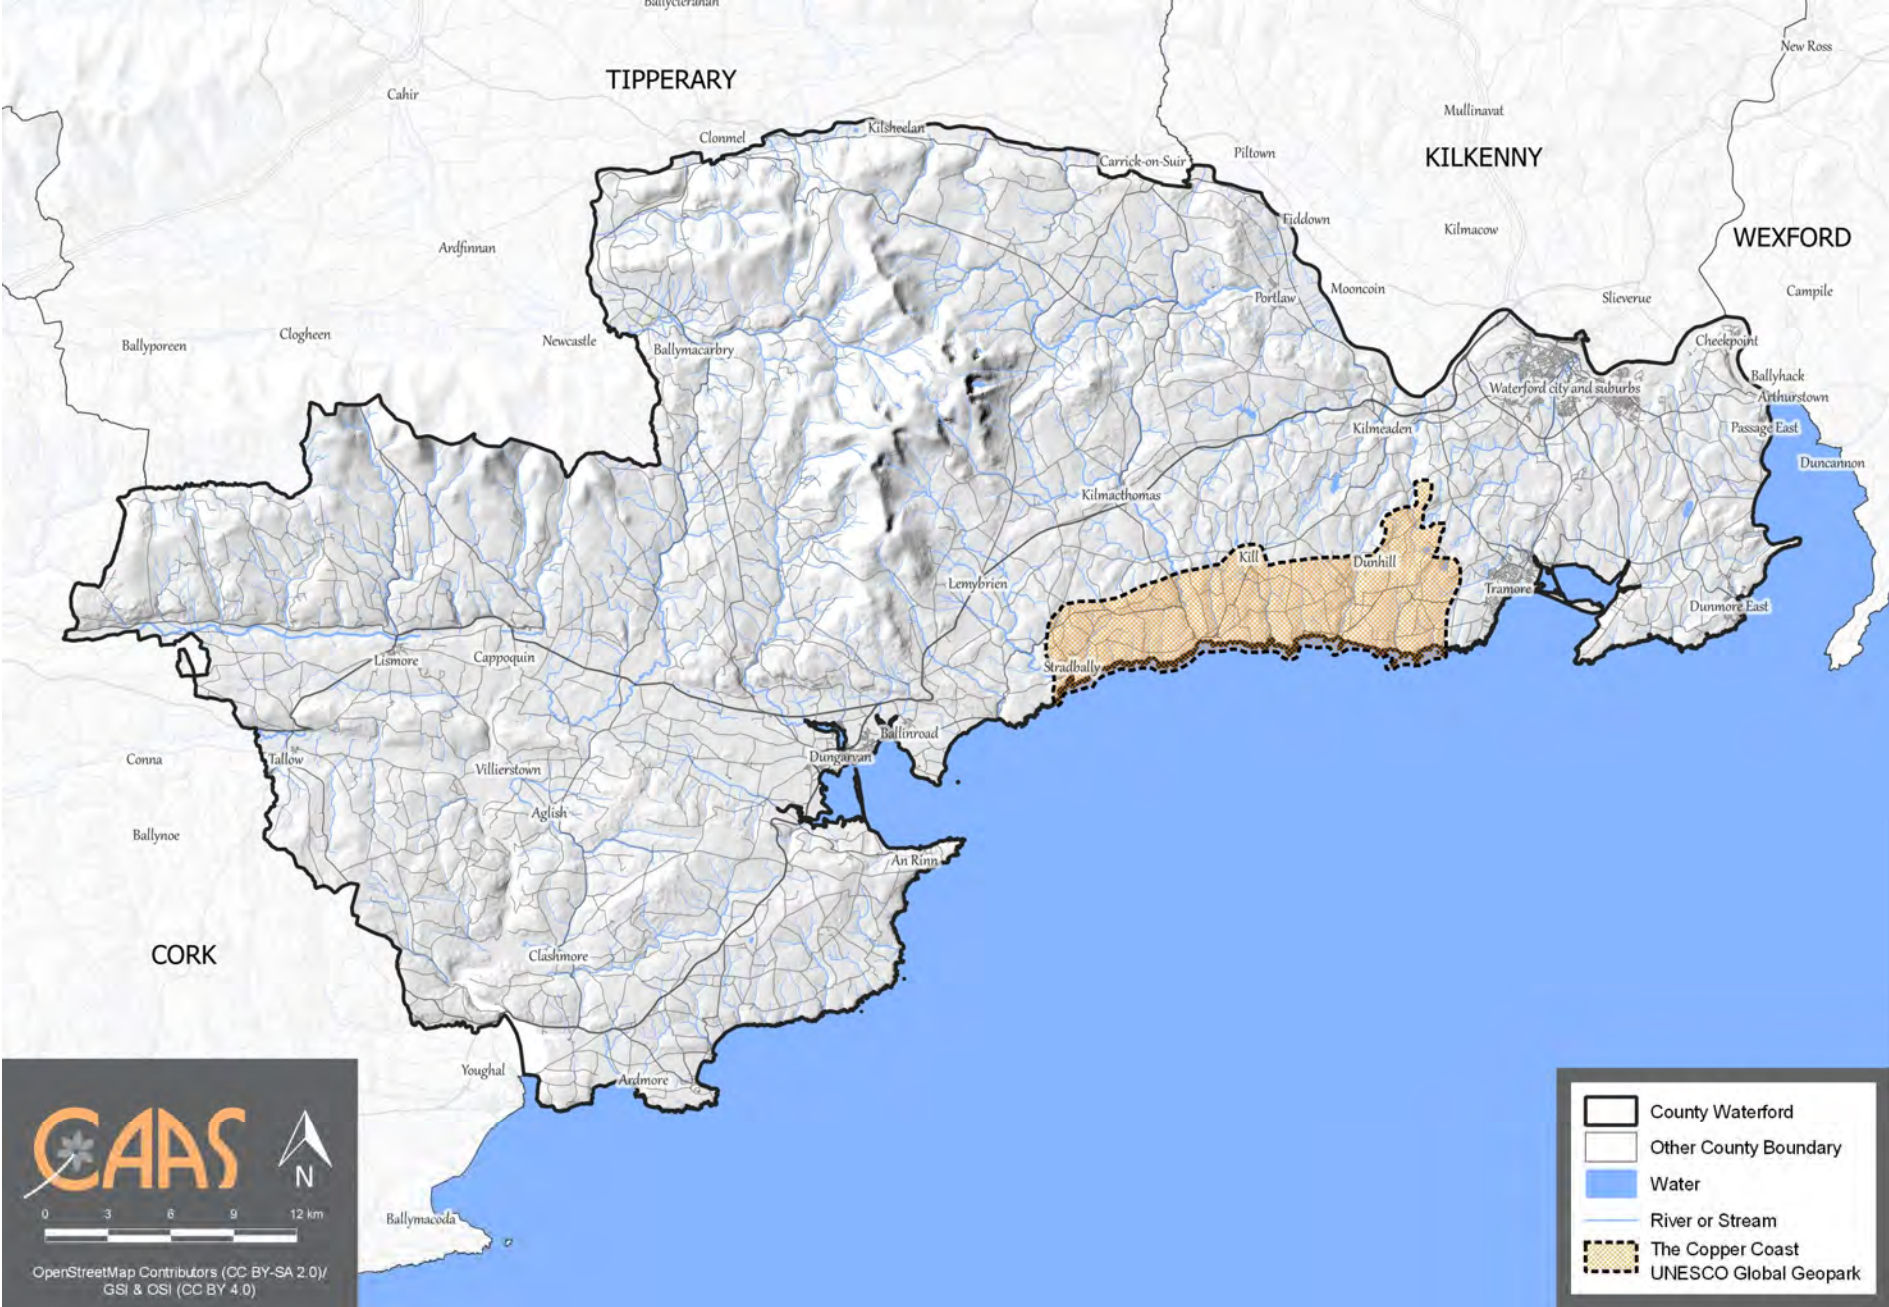 Ballyclerahan
New Ross
Cahir
TIPPERARY
Mullinavat
Clonmel
Kilsheelan
Carrick-on-Suir
Piltown
KILKENNY
Fiddown
Kilmacow
WEXFORD
Ardfinnan
Mooncoin
Portlaw
Slieverue
Campile
Ballyporeen
Clogheen
Newcastle
Ballymacarbry
Cheekpoint
Ballyhack
Waterford city and suburbs
Arthurstown
Kilmeaden
Passage East
Duncannon
Kilmacthomas
Kill
Dunhill
Lemybrien
Tramore
Dunmore East
Lismore
Cappoquin
Stradbally
Ballinroad
Dungarvan
Conna
Tallow
Villierstown
Aglish
Ballynoe
An Rinn
CORK
Clashmore
Youghal
Ardmore
Ballymacoda
CAAS
N
0 3 6 9 12 km
OpenStreetMap Contributors (CC BY-SA 2.0)/
GSI & OSI (CC BY 4.0)
County Waterford
Other County Boundary
Water
River or Stream
The Copper Coast
UNESCO Global Geopark